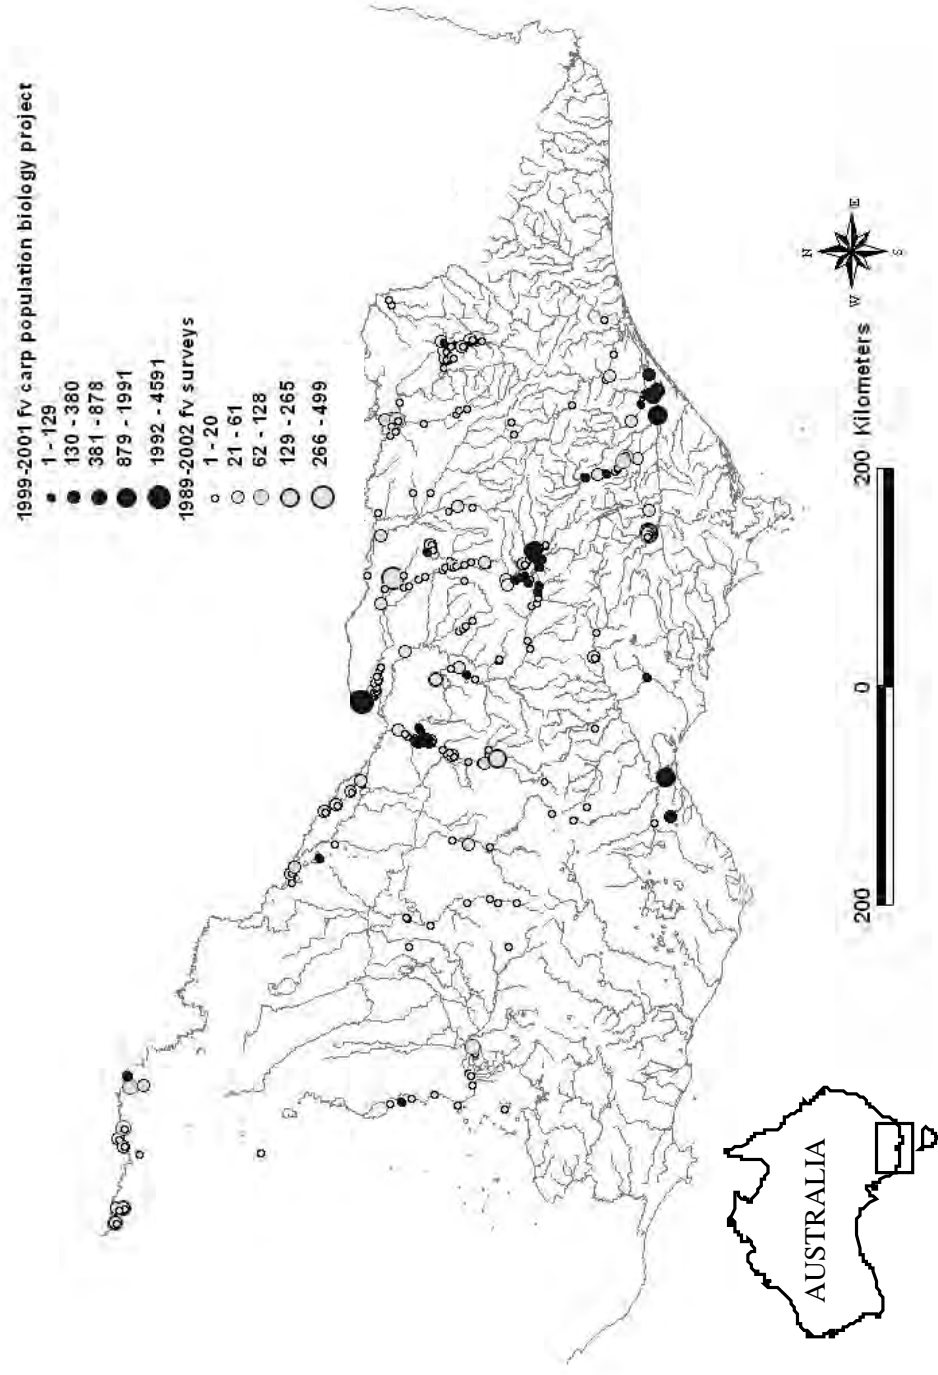 1999-2001 fv carp population biology project
1 - 129
130 - 380
381 - 878
879 - 1991
1992 - 4591
1989-2002 fv surveys
1 - 20
21 - 61
62 - 128
129 - 265
266 - 499
N
W
E
S
200
0
200 Kilometers
AUSTRALIA